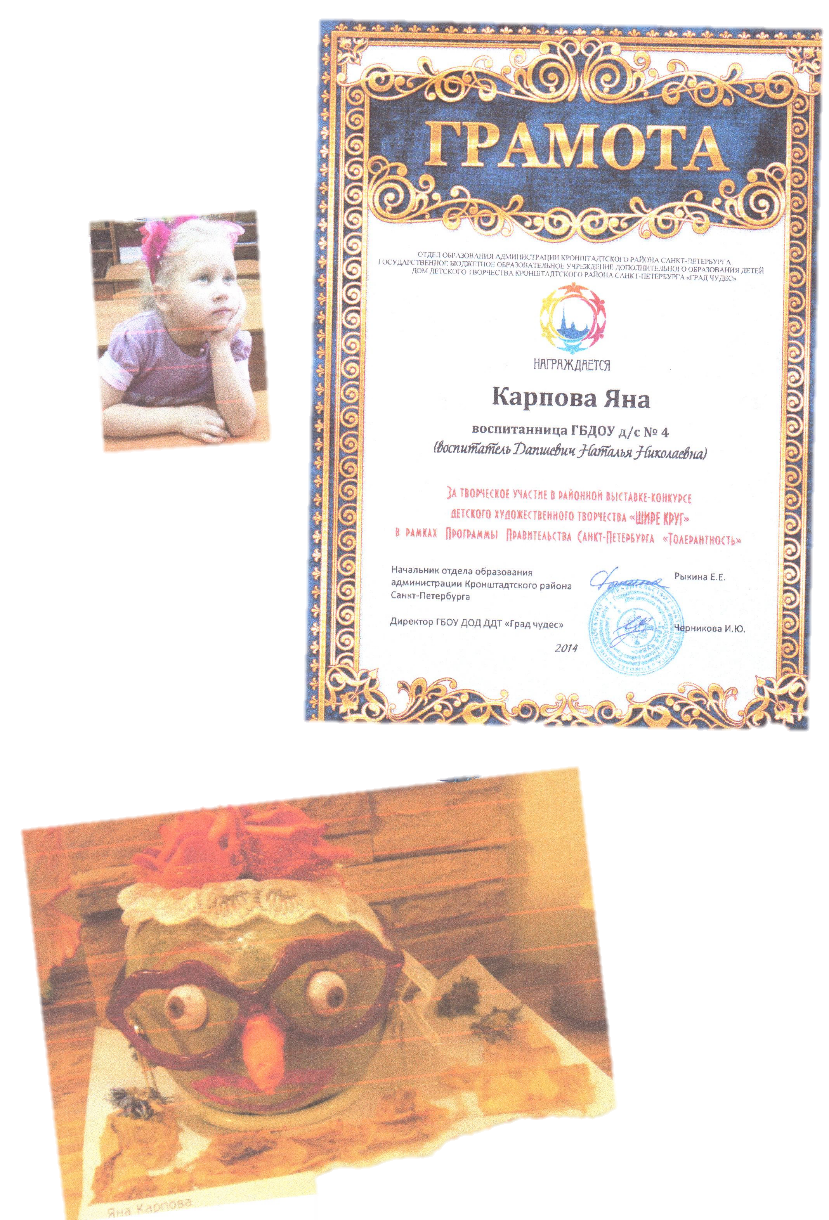 ГРАМОТА
ОТДЕЛ ОБРАЗОВАНИЯ АДМИНИСТРАЦИИ КРОНШТАДТСКОГО РАЙОНА САНКТ-ПЕТЕРБУРГА
ГОСУДАРСТВЕННОЕ БЮДЖЕТНОЕ ОБРАЗОВАТЕЛЬНОЕ УЧРЕЖДЕНИЕ ДОПОЛНИТЕЛЬНОГО ОБРАЗОВАНИЯ ДЕТЕЙ
ДОМ ДЕТСКОГО ТВОРЧЕСТВА КРОНШТАДТСКОГО РАЙОНА САНКТ-ПЕТЕРБУРГА «ГРАД ЧУДЕС»
НАГРАЖДАЕТСЯ
Карпова Яна
воспитанница ГБДОУ д/с № 4
(воспитатель Дапшевич Наталья Николаевна)
За творческое участие в районной выставке-конкурсе
детского художественного творчества «ШИРЕ КРУГ»
в рамках Программы Правительства Санкт-Петербурга «Толерантность»
Начальник отдела образования
администрации Кронштадтского района
Санкт-Петербурга
Рыкина Е.Е.
Директор ГБОУ ДОД ДДТ «Град чудес»
Черникова И.Ю.
2014
Яна Карпова